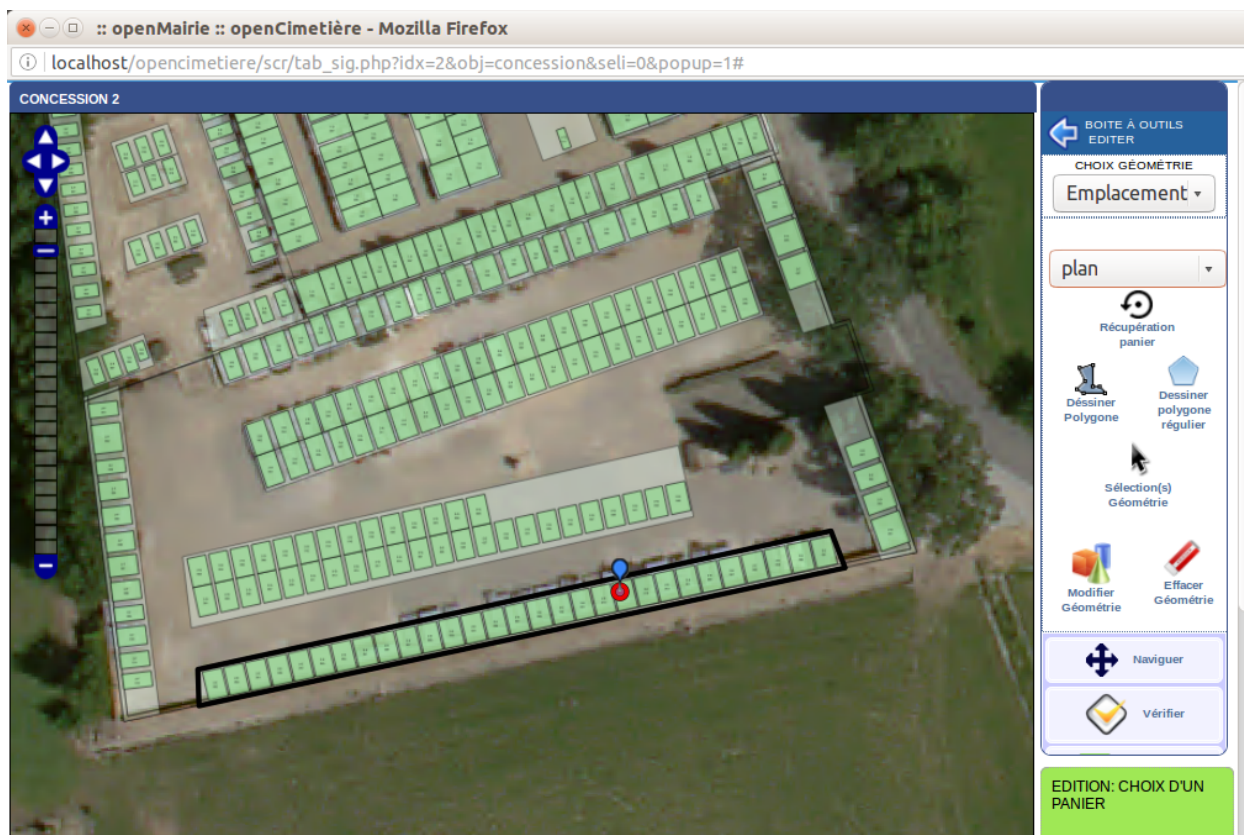 :: openMairie :: openCimetière - Mozilla Firefox
localhost/opencimetiere/scr/tab_sig.php?idx=2&obj=concession&seli=0&popup=1#
CONCESSION 2
BOITE À OUTILS
EDITER
CHOIX GÉOMÉTRIE
Emplacement
plan
Récupération
panier
Déssiner
Polygone
Dessiner
polygone
régulier
Sélection(s)
Géométrie
Modifier
Géométrie
Effacer
Géométrie
Naviguer
Vérifier
EDITION: CHOIX D'UN
PANIER